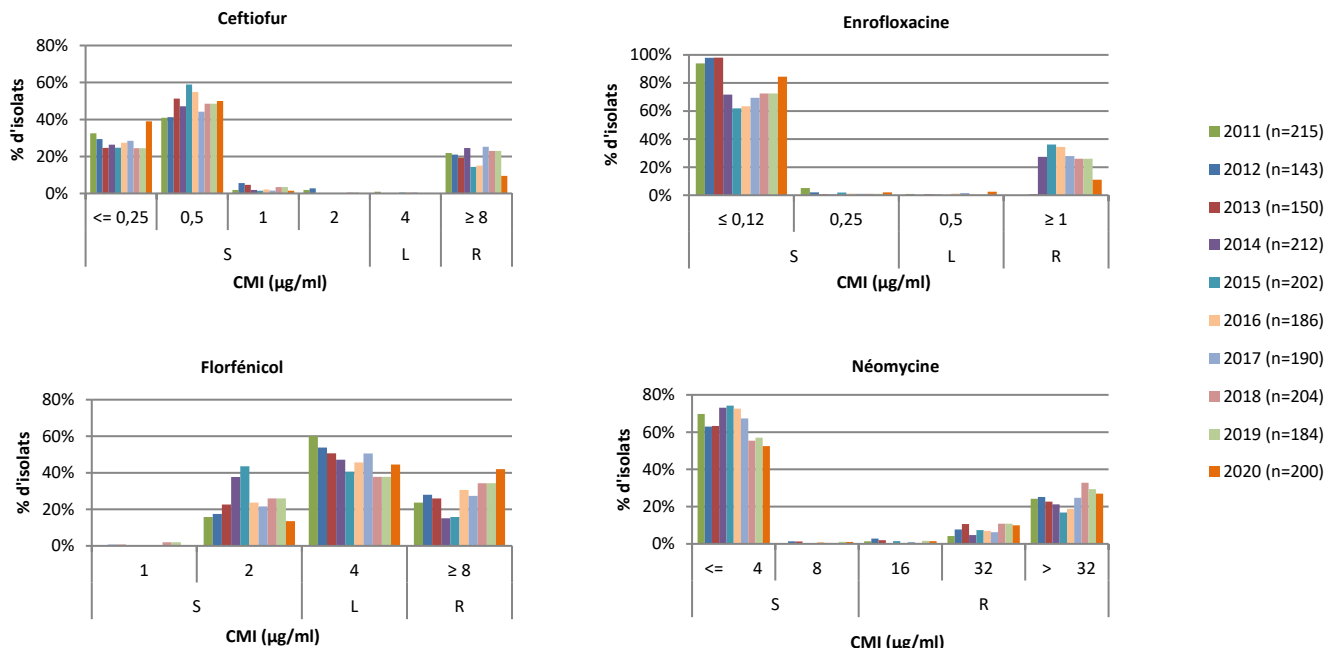 Ceftiofur
80%
60%
40%
20%
0%
% d'isolats
<= 0,25 0,5 1 2 4 ≥ 8
S L R
CMI (µg/ml)
Enrofloxacine
100%
80%
60%
40%
20%
0%
% d'isolats
≤ 0,12 0,25 0,5 ≥ 1
S L R
CMI (µg/ml)
2011 (n=215)
2012 (n=143)
2013 (n=150)
2014 (n=212)
2015 (n=202)
2016 (n=186)
2017 (n=190)
2018 (n=204)
2019 (n=184)
2020 (n=200)
Florfénicol
80%
60%
40%
20%
0%
% d'isolats
1 2 4 ≥ 8
S L R
CMI (µg/ml)
Néomycine
80%
60%
40%
20%
0%
% d'isolats
<= 4 8 16 32 > 32
S R
CMI (µg/ml)